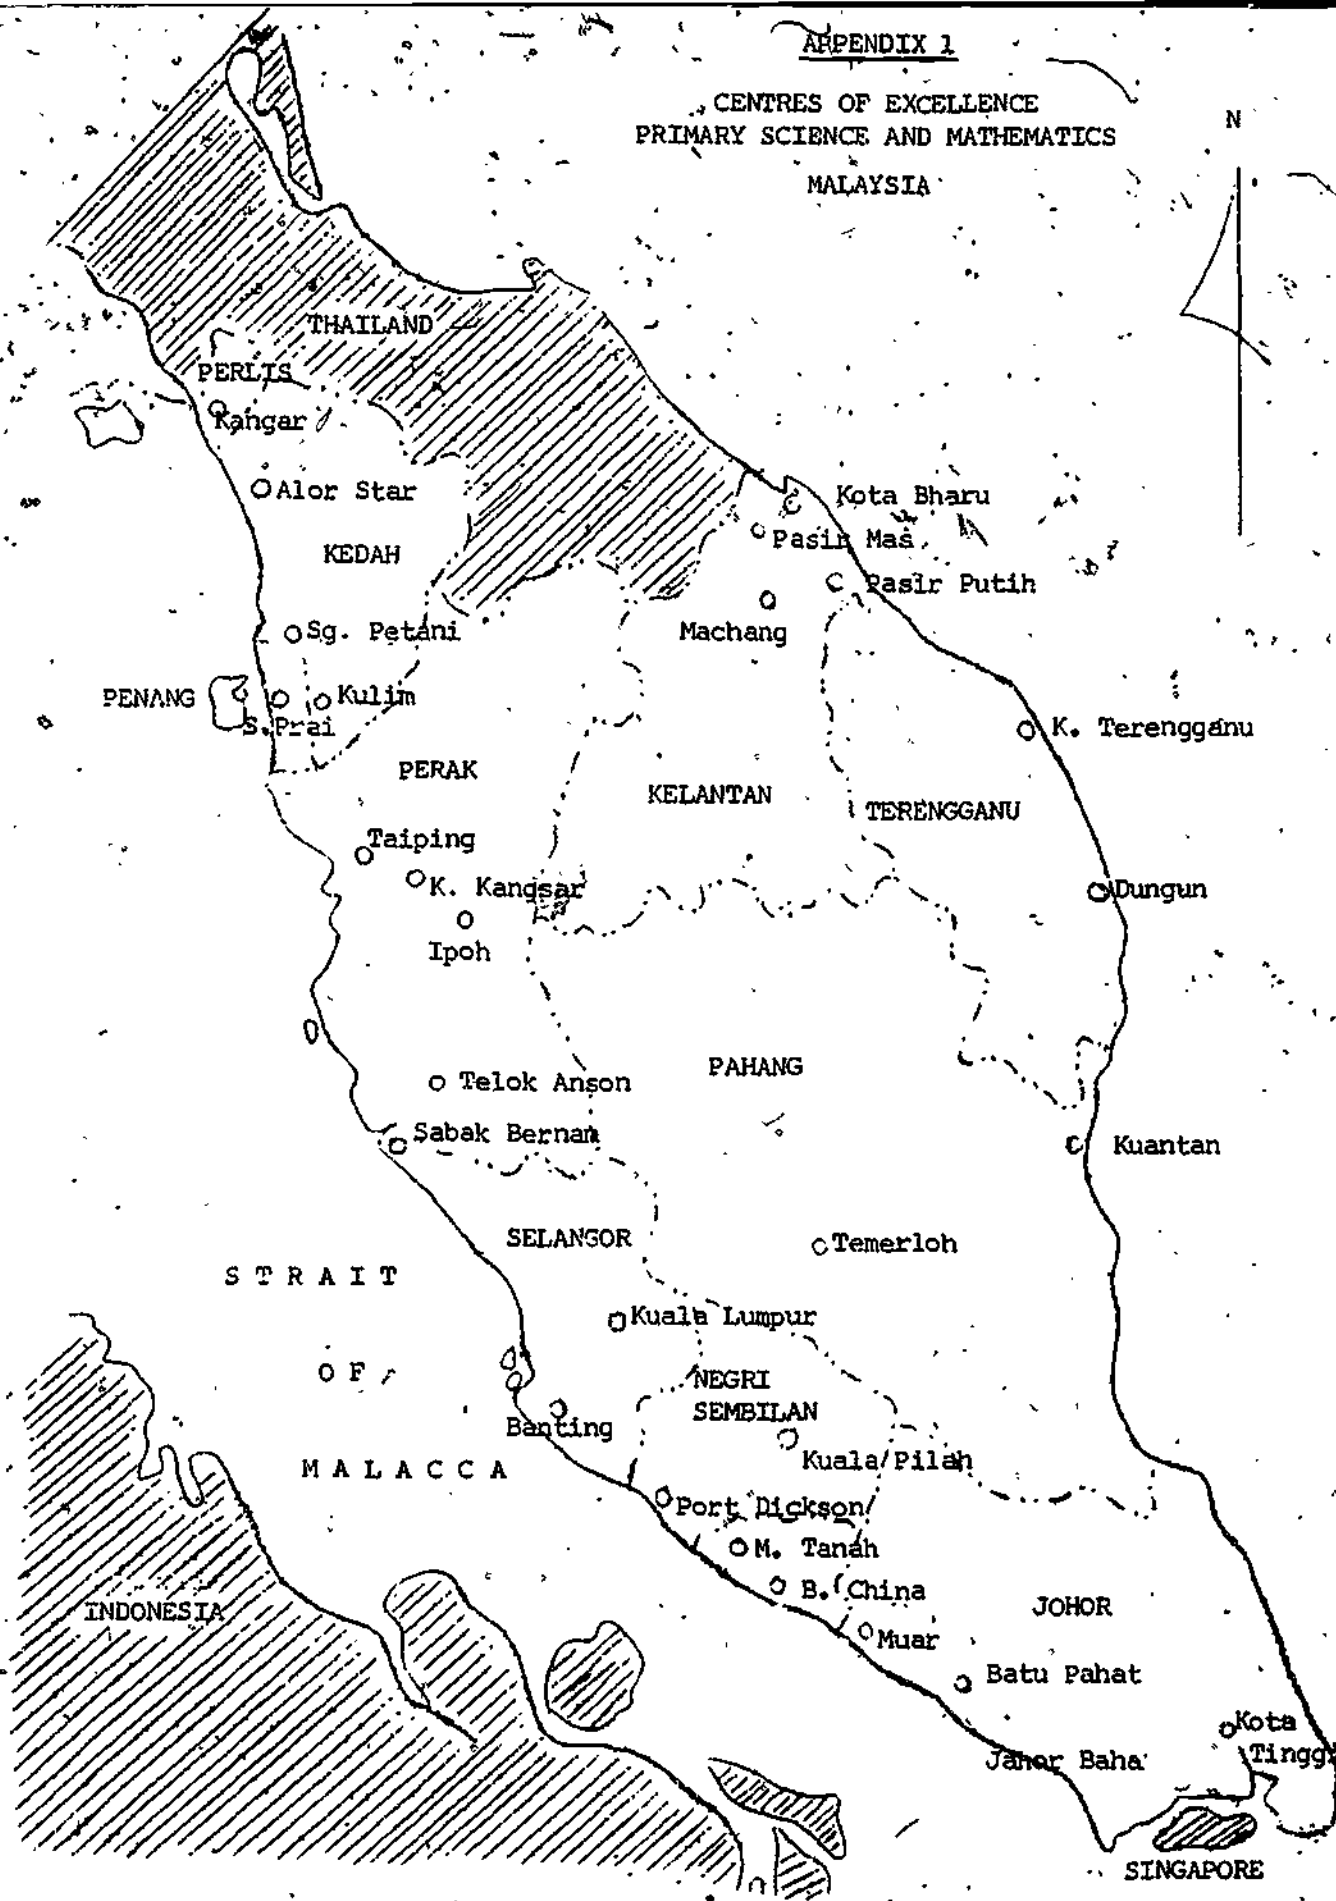 APPENDIX 1
CENTRES OF EXCELLENCE
PRIMARY SCIENCE AND MATHEMATICS
MALAYSIA
N
THAILAND
PERLIS
Kangar
Alor Star
Kota Bharu
Pasir Mas
KEDAH
Pasir Putih
Machang
Sg. Petani
PENANG
Kulim
S.Prai
K. Terengganu
PERAK
KELANTAN
TERENGGANU
Taiping
K. Kangsar
Dungun
Ipoh
PAHANG
Telok Anson
Sabak Bernam
Kuantan
SELANGOR
Temerloh
STRAIT
Kuala Lumpur
OF
NEGRI
SEMBILAN
Banting
Kuala Pilah
MALACCA
Port Dickson
M. Tanah
B. China
INDONESIA
JOHOR
Muar
Batu Pahat
Kota
Tinggi
Jahor Baha
SINGAPORE